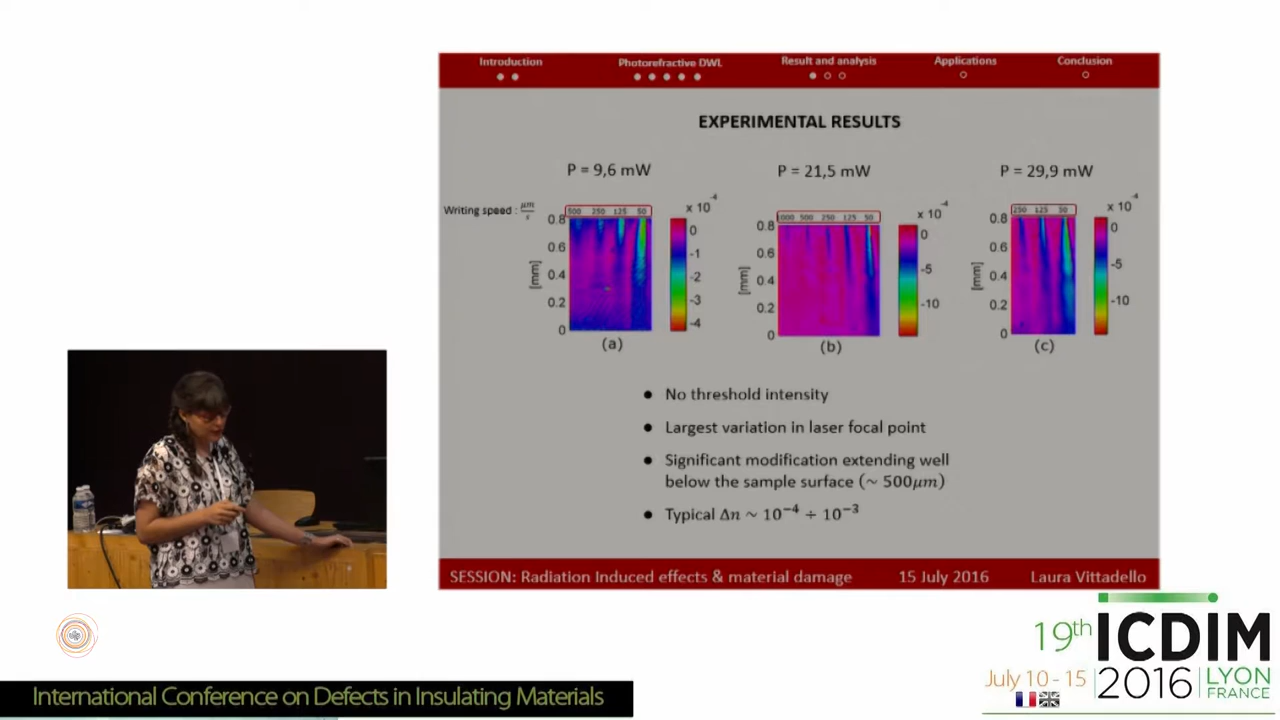 Introduction
Photorefractive DWL
Result and analysis
Applications
Conclusion
EXPERIMENTAL RESULTS
P = 9,6 mW
P = 21,5 mW
P = 29,9 mW
Writing speed : μm/s
500 250 125 50
x 10⁻⁴
0.8
0.6
0.4
0.2
0
[mm]
0
-1
-2
-3
-4
(a)
1000 500 250 125 50
x 10⁻⁴
0.8
0.6
0.4
0.2
0
[mm]
0
-5
-10
(b)
250 125 50
x 10⁻⁴
0.8
0.6
0.4
0.2
0
[mm]
0
-5
-10
(c)
● No threshold intensity
● Largest variation in laser focal point
● Significant modification extending well
below the sample surface (~ 500μm)
● Typical Δn ~ 10⁻⁴ ÷ 10⁻³
SESSION: Radiation Induced effects & material damage 15 July 2016 Laura Vittadello
19th ICDIM
July 10 - 15 2016 LYON
FRANCE
International Conference on Defects in Insulating Materials